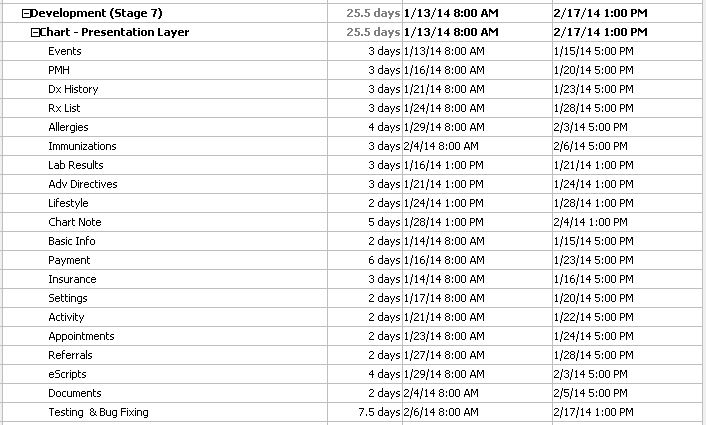 Development (Stage 7) 25.5 days 1/13/14 8:00 AM 2/17/14 1:00 PM
Chart - Presentation Layer 25.5 days 1/13/14 8:00 AM 2/17/14 1:00 PM
Events 3 days 1/13/14 8:00 AM 1/15/14 5:00 PM
PMH 3 days 1/16/14 8:00 AM 1/20/14 5:00 PM
Dx History 3 days 1/21/14 8:00 AM 1/23/14 5:00 PM
Rx List 3 days 1/24/14 8:00 AM 1/28/14 5:00 PM
Allergies 4 days 1/29/14 8:00 AM 2/3/14 5:00 PM
Immunizations 3 days 2/4/14 8:00 AM 2/6/14 5:00 PM
Lab Results 3 days 1/16/14 1:00 PM 1/21/14 1:00 PM
Adv Directives 3 days 1/21/14 1:00 PM 1/24/14 1:00 PM
Lifestyle 2 days 1/24/14 1:00 PM 1/28/14 1:00 PM
Chart Note 5 days 1/28/14 1:00 PM 2/4/14 1:00 PM
Basic Info 2 days 1/14/14 8:00 AM 1/15/14 5:00 PM
Payment 6 days 1/16/14 8:00 AM 1/23/14 5:00 PM
Insurance 3 days 1/14/14 8:00 AM 1/16/14 5:00 PM
Settings 2 days 1/17/14 8:00 AM 1/20/14 5:00 PM
Activity 2 days 1/21/14 8:00 AM 1/22/14 5:00 PM
Appointments 2 days 1/23/14 8:00 AM 1/24/14 5:00 PM
Referrals 2 days 1/27/14 8:00 AM 1/28/14 5:00 PM
eScripts 4 days 1/29/14 8:00 AM 2/3/14 5:00 PM
Documents 2 days 2/4/14 8:00 AM 2/5/14 5:00 PM
Testing & Bug Fixing 7.5 days 2/6/14 8:00 AM 2/17/14 1:00 PM